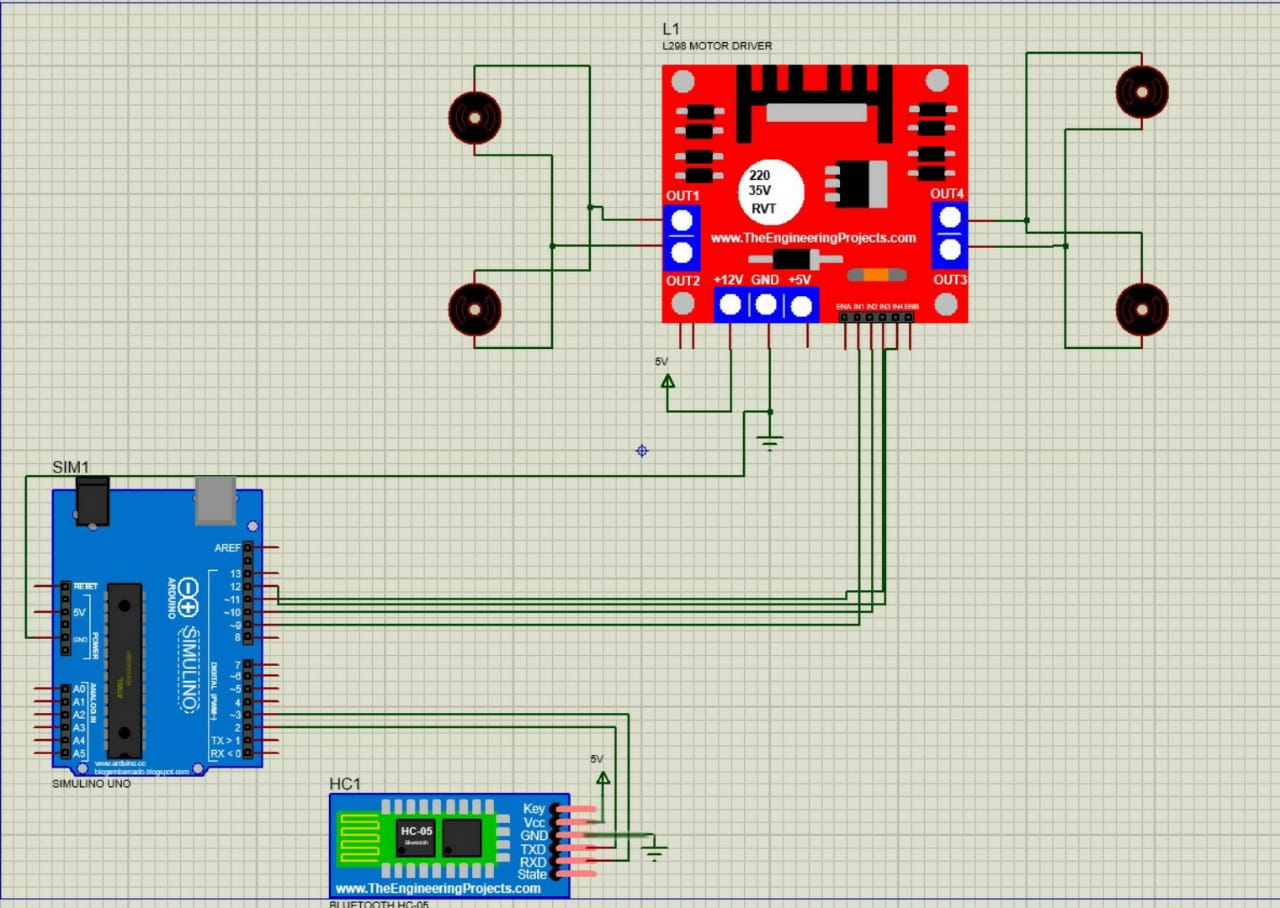 L1
L298 MOTOR DRIVER
220
35V
RVT
OUT1
OUT4
www.TheEngineeringProjects.com
OUT2
+12V GND +5V
OUT3
ENA IN1 IN2 IN3 IN4 ENB
5V
SIM1
AREF
13
12
~11
~10
~9
8
RESET
5V
GND
POWER
ARDUINO
SIMULINO
DIGITAL (PWM~)
7
~6
~5
4
~3
2
TX > 1
RX < 0
A0
A1
A2
A3
A4
A5
ANALOG IN
ATMEL
www.arduino.cc
blogembarcado.blogspot.com
SIMULINO UNO
5V
HC1
HC-05
Bluetooth
Key
Vcc
GND
TXD
RXD
State
www.TheEngineeringProjects.com
BLUETOOTH HC-05